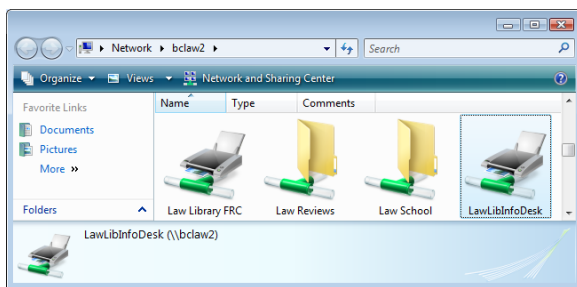 Network bclaw2 Search
Organize Views Network and Sharing Center
Favorite Links Name Type Comments
Documents
Pictures
More »
Folders
Law Library FRC Law Reviews Law School LawLibInfoDesk
LawLibInfoDesk (\\bclaw2)